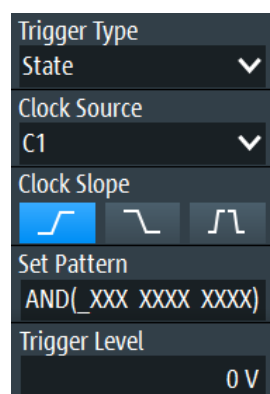 Trigger Type
State
Clock Source
C1
Clock Slope
Set Pattern
AND(_XXX XXXX XXXX)
Trigger Level
0 V